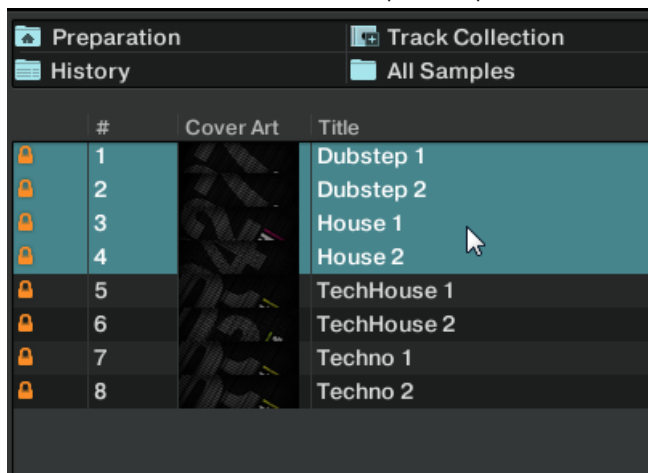 Preparation Track Collection
History All Samples
# Cover Art Title
1 Dubstep 1
2 Dubstep 2
3 House 1
4 House 2
5 TechHouse 1
6 TechHouse 2
7 Techno 1
8 Techno 2